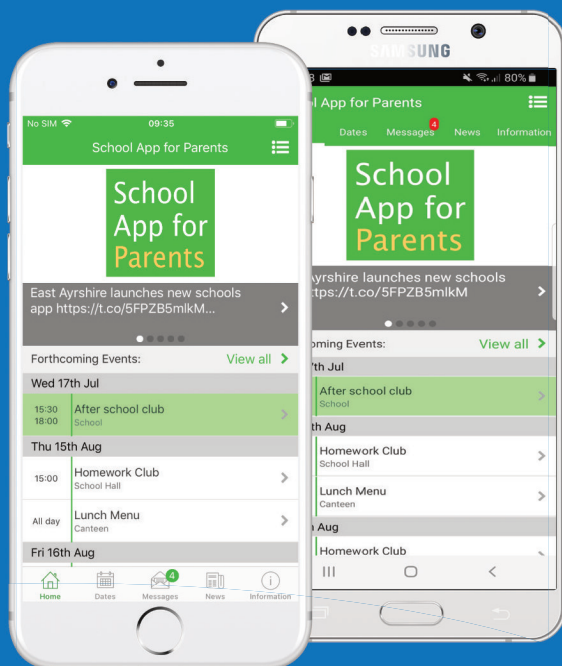 No SIM 09:35
School App for Parents
School
App for
Parents
East Ayrshire launches new schools
app https://t.co/5FPZB5mlkM...
Forthcoming Events: View all
Wed 17th Jul
15:30 After school club
18:00 School
Thu 15th Aug
15:00 Homework Club
School Hall
All day Lunch Menu
Canteen
Fri 16th Aug
4
Home Dates Messages News Information
SAMSUNG
80%
l App for Parents
4
Dates Messages News Information
School
App for
Parents
Ayrshire launches new schools
ttps://t.co/5FPZB5mlkM
oming Events: View all
7th Jul
After school club
School
th Aug
Homework Club
School Hall
Lunch Menu
Canteen
Aug
Homework Club